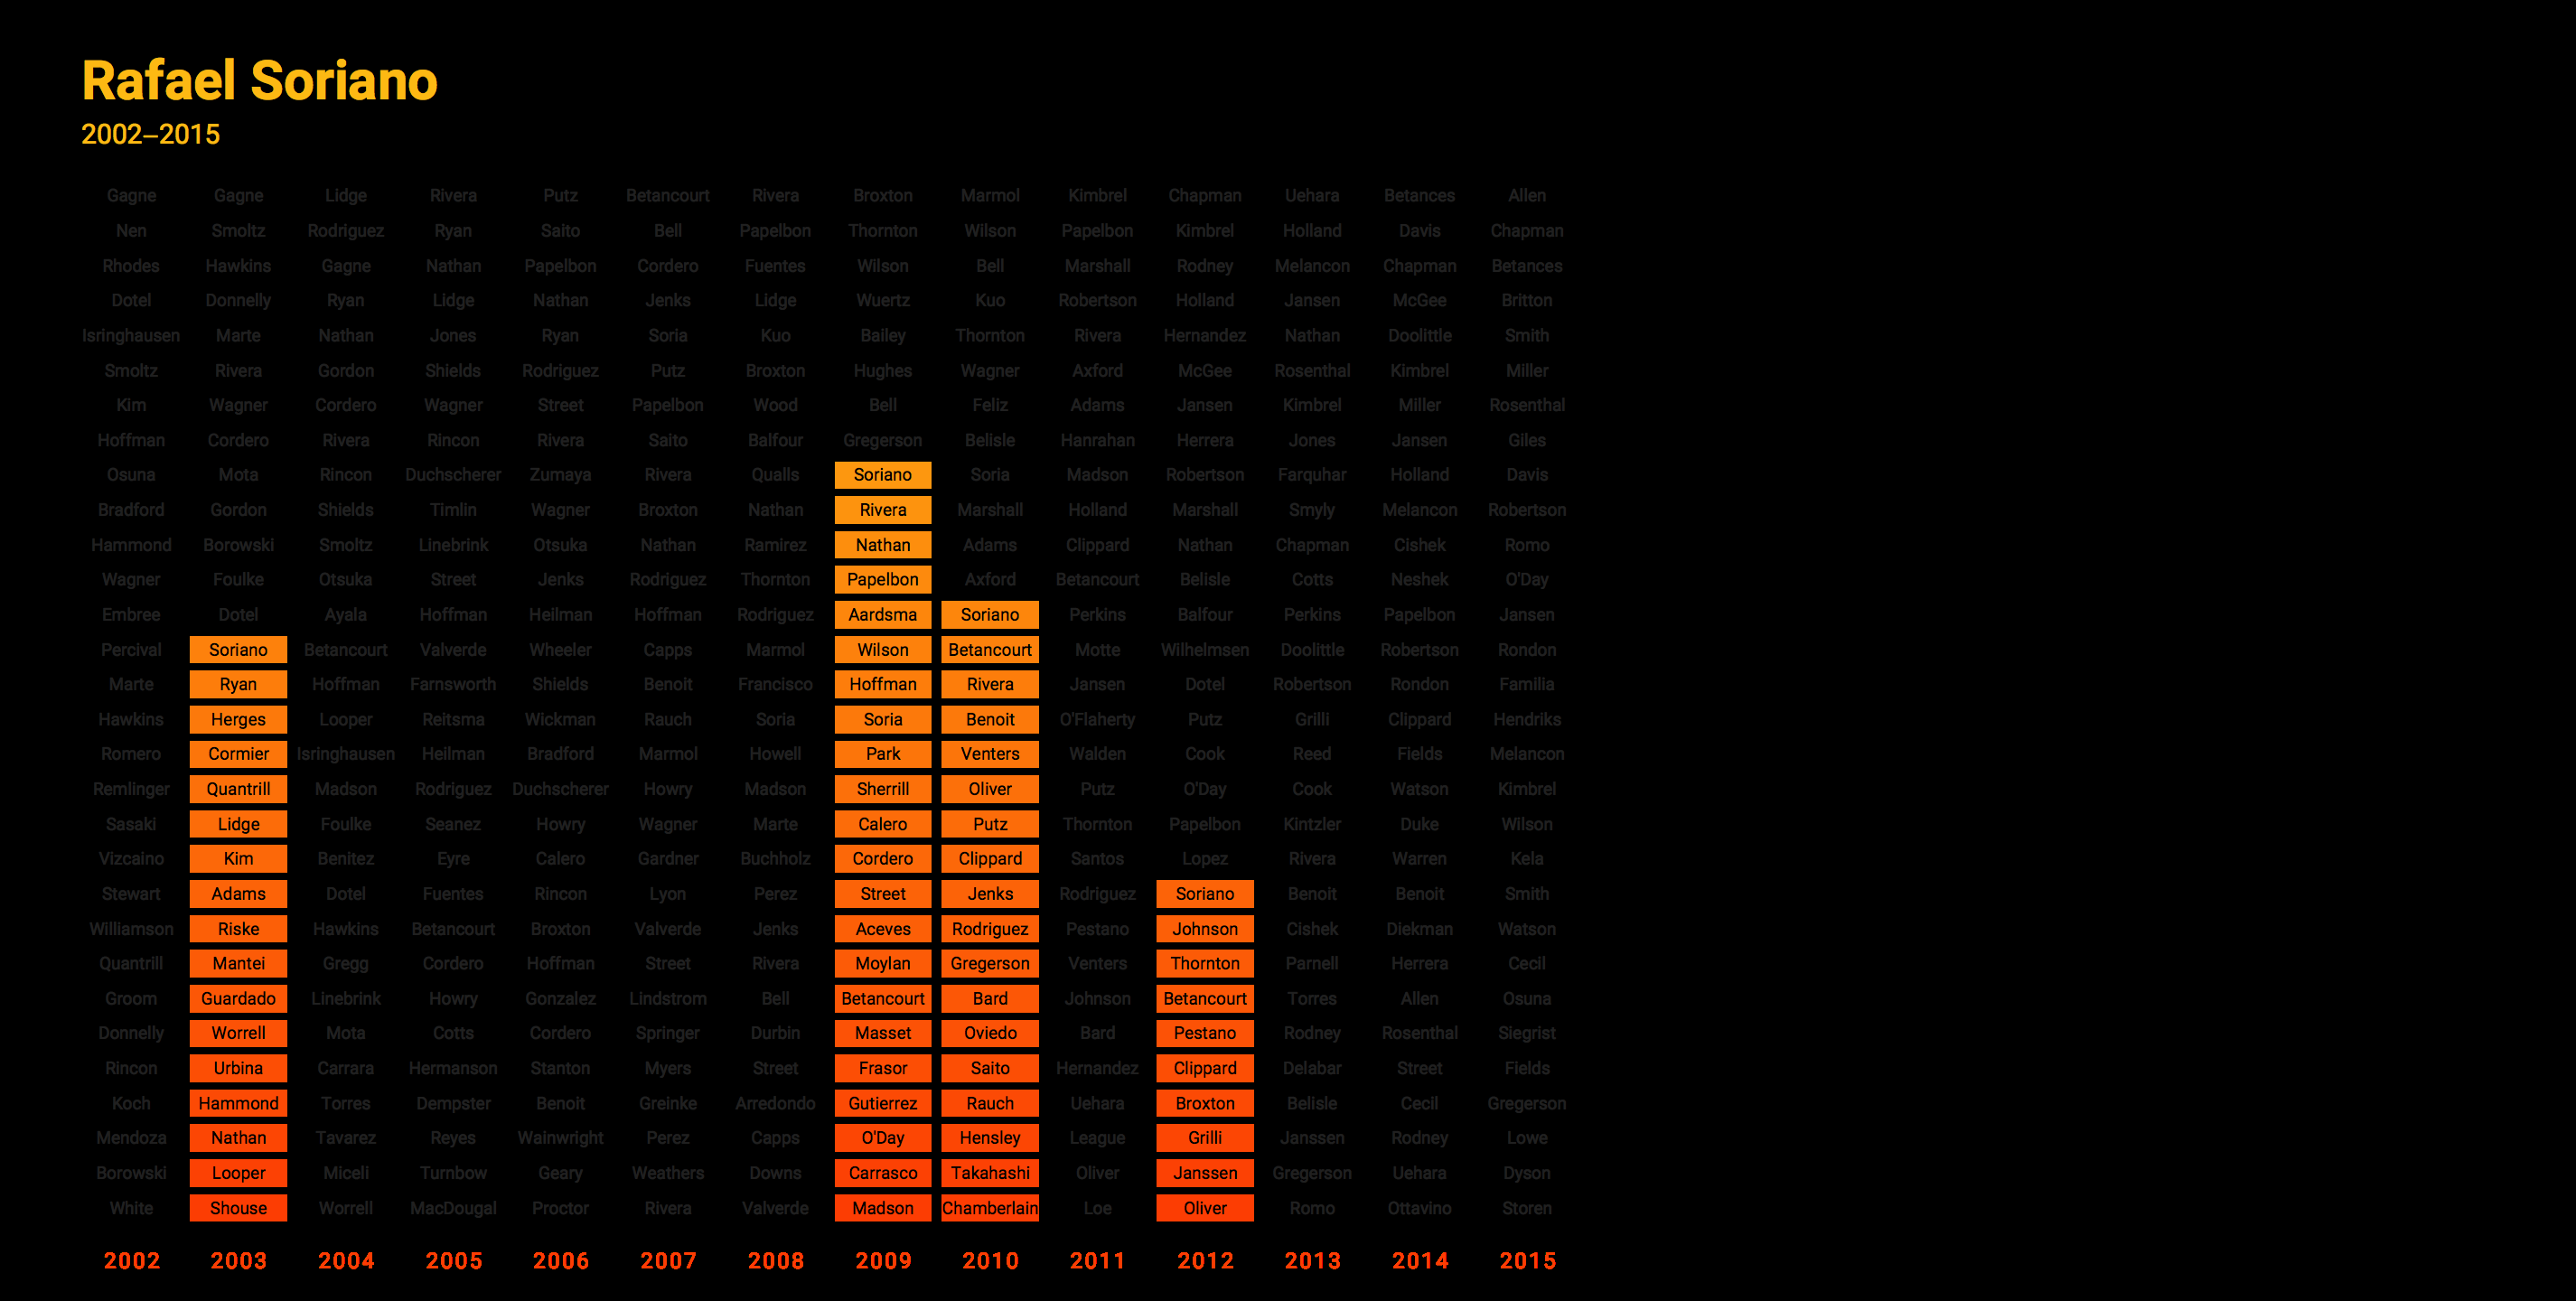 Rafael Soriano
2002–2015
Gagne Gagne Lidge Rivera Putz Betancourt Rivera Broxton Marmol Kimbrel Chapman Uehara Betances Allen
Nen Smoltz Rodriguez Ryan Saito Bell Papelbon Thornton Wilson Papelbon Kimbrel Holland Davis Chapman
Rhodes Hawkins Gagne Nathan Papelbon Cordero Fuentes Wilson Bell Marshall Rodney Melancon Chapman Betances
Dotel Donnelly Ryan Lidge Nathan Jenks Lidge Wuertz Kuo Robertson Holland Jansen McGee Britton
Isringhausen Marte Nathan Jones Ryan Soria Kuo Bailey Thornton Rivera Hernandez Nathan Doolittle Smith
Smoltz Rivera Gordon Shields Rodriguez Putz Broxton Hughes Wagner Axford McGee Rosenthal Kimbrel Miller
Kim Wagner Cordero Wagner Street Papelbon Wood Bell Feliz Adams Jansen Kimbrel Miller Rosenthal
Hoffman Cordero Rivera Rincon Rivera Saito Balfour Gregerson Belisle Hanrahan Herrera Jones Jansen Giles
Osuna Mota Rincon Duchscherer Zumaya Rivera Qualls Soriano Soria Madson Robertson Farquhar Holland Davis
Bradford Gordon Shields Timlin Wagner Broxton Nathan Rivera Marshall Holland Marshall Smyly Melancon Robertson
Hammond Borowski Smoltz Linebrink Otsuka Nathan Ramirez Nathan Adams Clippard Nathan Chapman Cishek Romo
Wagner Foulke Otsuka Street Jenks Rodriguez Thornton Papelbon Axford Betancourt Belisle Cotts Neshek O'Day
Embree Dotel Ayala Hoffman Heilman Hoffman Rodriguez Aardsma Soriano Perkins Balfour Perkins Papelbon Jansen
Percival Soriano Betancourt Valverde Wheeler Capps Marmol Wilson Betancourt Motte Wilhelmsen Doolittle Robertson Rondon
Marte Ryan Hoffman Farnsworth Shields Benoit Francisco Hoffman Rivera Jansen Dotel Robertson Rondon Familia
Hawkins Herges Looper Reitsma Wickman Rauch Soria Soria Benoit O'Flaherty Putz Grilli Clippard Hendriks
Romero Cormier Isringhausen Heilman Bradford Marmol Howell Park Venters Walden Cook Reed Fields Melancon
Remlinger Quantrill Madson Rodriguez Duchscherer Howry Madson Sherrill Oliver Putz O'Day Cook Watson Kimbrel
Sasaki Lidge Foulke Seanez Howry Wagner Marte Calero Putz Thornton Papelbon Kintzler Duke Wilson
Vizcaino Kim Benitez Eyre Calero Gardner Buchholz Cordero Clippard Santos Lopez Rivera Warren Kela
Stewart Adams Dotel Fuentes Rincon Lyon Perez Street Jenks Rodriguez Soriano Benoit Benoit Smith
Williamson Riske Hawkins Betancourt Broxton Valverde Jenks Aceves Rodriguez Pestano Johnson Cishek Diekman Watson
Quantrill Mantei Gregg Cordero Hoffman Street Rivera Moylan Gregerson Venters Thornton Parnell Herrera Cecil
Groom Guardado Linebrink Howry Gonzalez Lindstrom Bell Betancourt Bard Johnson Betancourt Torres Allen Osuna
Donnelly Worrell Mota Cotts Cordero Springer Durbin Masset Oviedo Bard Pestano Rodney Rosenthal Siegrist
Rincon Urbina Carrara Hermanson Stanton Myers Street Frasor Saito Hernandez Clippard Delabar Street Fields
Koch Hammond Torres Dempster Benoit Greinke Arredondo Gutierrez Rauch Uehara Broxton Belisle Cecil Gregerson
Mendoza Nathan Tavarez Reyes Wainwright Perez Capps O'Day Hensley League Grilli Janssen Rodney Lowe
Borowski Looper Miceli Turnbow Geary Weathers Downs Carrasco Takahashi Oliver Janssen Gregerson Uehara Dyson
White Shouse Worrell MacDougal Proctor Rivera Valverde Madson Chamberlain Loe Oliver Romo Ottavino Storen
2002 2003 2004 2005 2006 2007 2008 2009 2010 2011 2012 2013 2014 2015